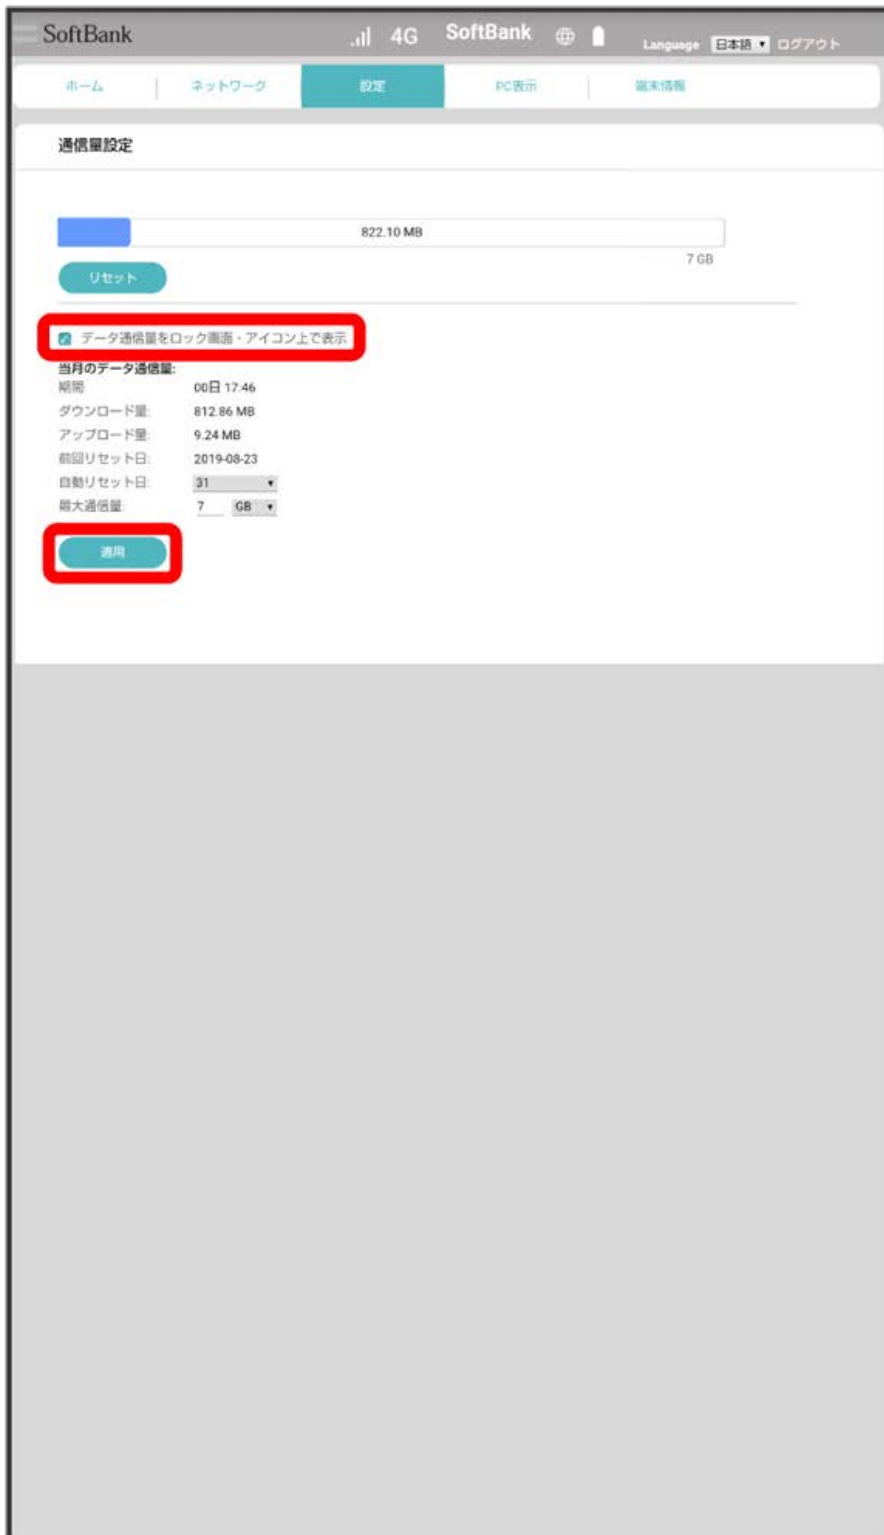 SoftBank 4G SoftBank Language 日本語 ログアウト
ホーム ネットワーク 設定 PC表示 端末情報
通信量設定
822.10 MB
7 GB
リセット
データ通信量をロック画面・アイコン上で表示
当月のデータ通信量:
期間 00日 17:46
ダウンロード量: 812.86 MB
アップロード量: 9.24 MB
前回リセット日: 2019-08-23
自動リセット日: 31
最大通信量 7 GB
適用